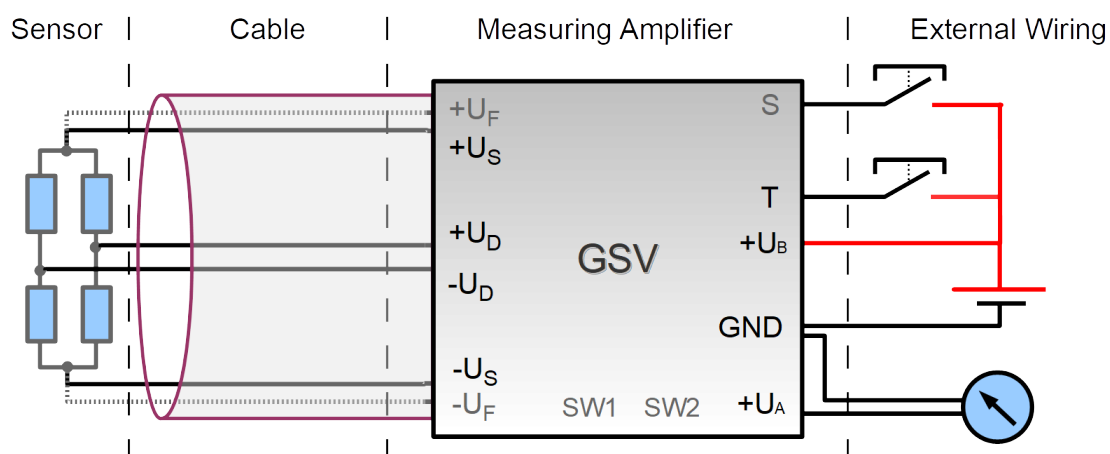 Sensor
Cable
Measuring Amplifier
External Wiring
+UF
+US
+UD
-UD
-US
-UF
GSV
SW1 SW2
S
T
+UB
GND
+UA